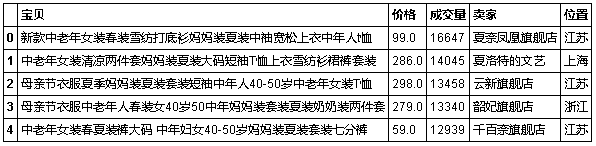 宝贝 价格 成交量 卖家 位置
0 新款中老年女装春装雪纺打底衫妈妈装夏装中袖宽松上衣中年人t恤 99.0 16647 夏奈凤凰旗舰店 江苏
1 中老年女装清凉两件套妈妈装夏装大码短袖T恤上衣雪纺衫裙裤套装 286.0 14045 夏洛特的文艺 上海
2 母亲节衣服夏季妈妈装夏装套装短袖中年人40-50岁中老年女装T恤 298.0 13458 云新旗舰店 江苏
3 母亲节衣服中老年人春装女40岁50中年妈妈装套装夏装奶奶装两件套 279.0 13340 韶妃旗舰店 浙江
4 中老年女装春夏装裤大码 中年妇女40-50岁妈妈装夏装套装七分裤 59.0 12939 千百奈旗舰店 江苏